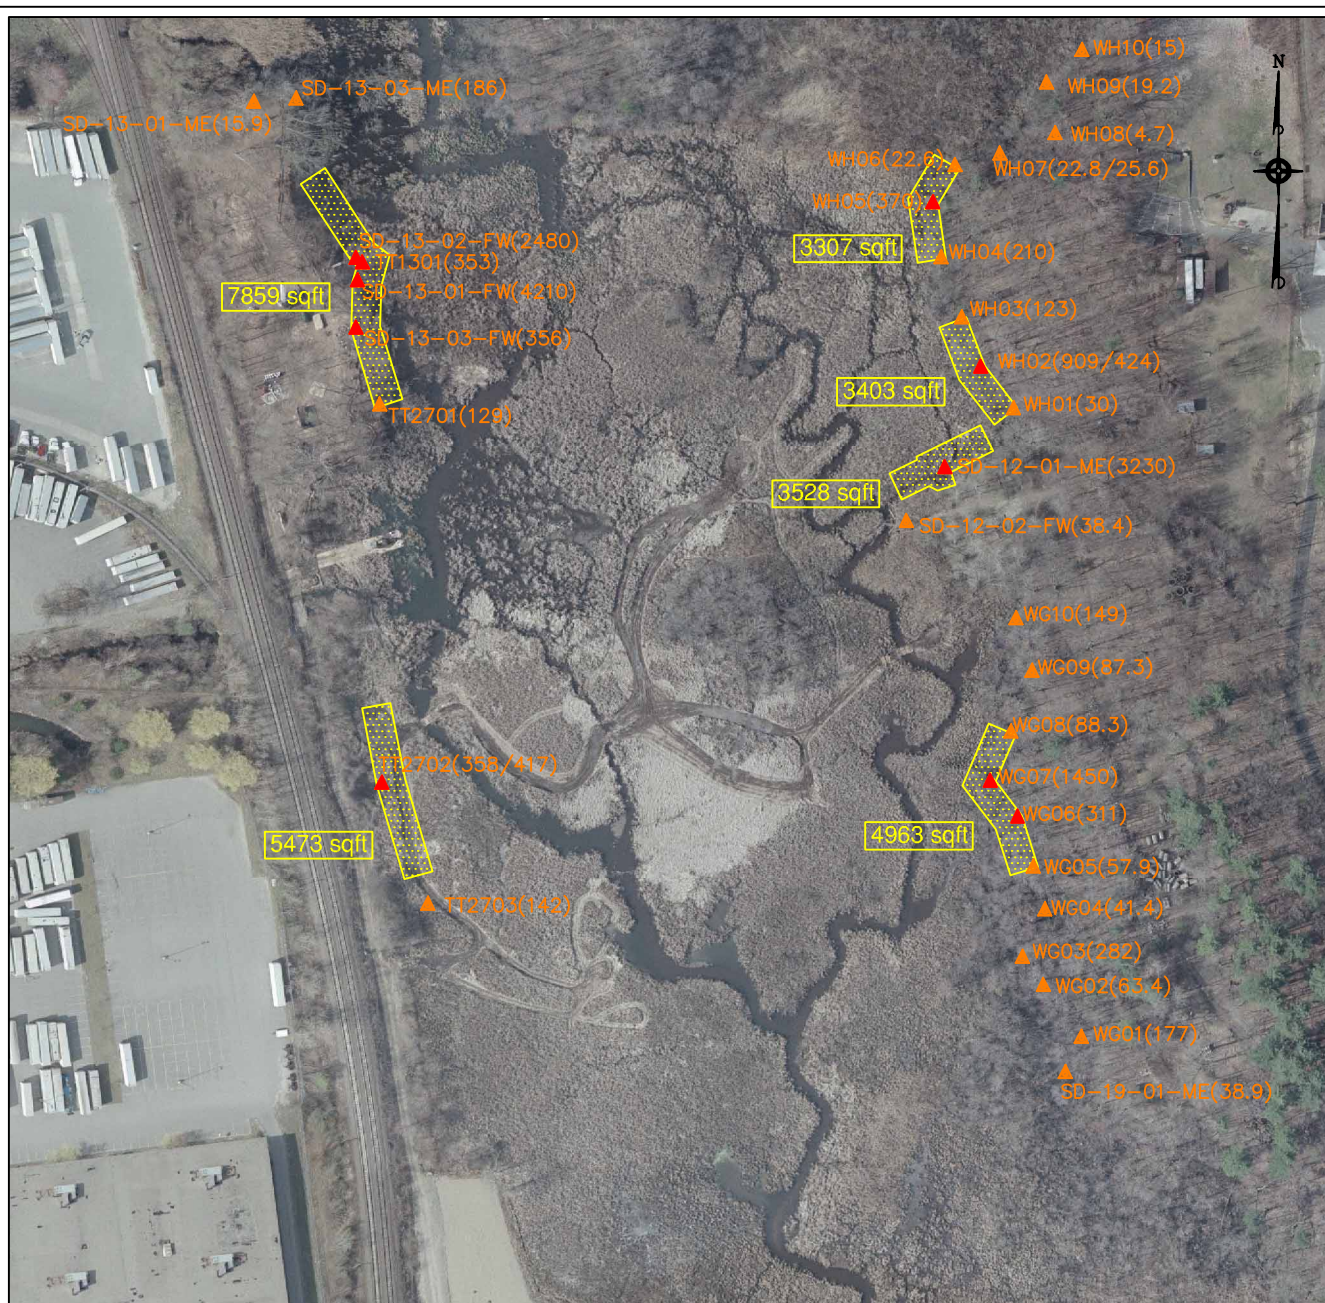 WH10(15)
N
WH09(19.2)
SD-13-03-ME(186)
SD-13-01-ME(15.9)
WH08(4.7)
WH06(22.6)
WH07(22.8/25.6)
WH05(370)
SD-13-02-FW(2480)
3307 sqft
WH04(210)
TT1301(353)
7859 sqft
SD-13-01-FW(4210)
WH03(123)
SD-13-03-FW(356)
WH02(909/424)
3403 sqft
TT2701(129)
WH01(30)
SD-12-01-ME(3230)
3528 sqft
SD-12-02-FW(38.4)
WG10(149)
WG09(87.3)
WG08(88.3)
TT2702(358/417)
WG07(1450)
WG06(311)
5473 sqft
4963 sqft
WG05(57.9)
TT2703(142)
WG04(41.4)
WG03(282)
WG02(63.4)
WG01(177)
SD-19-01-ME(38.9)